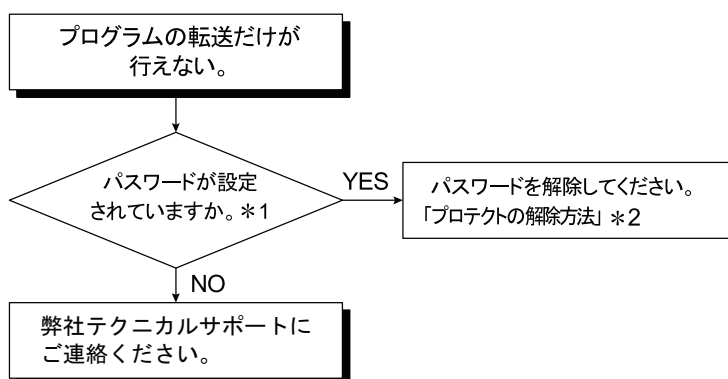 プログラムの転送だけが
行えない。
パスワードが設定
されていますか。＊1
YES
パスワードを解除してください。
「プロテクトの解除方法」＊2
NO
弊社テクニカルサポートに
ご連絡ください。